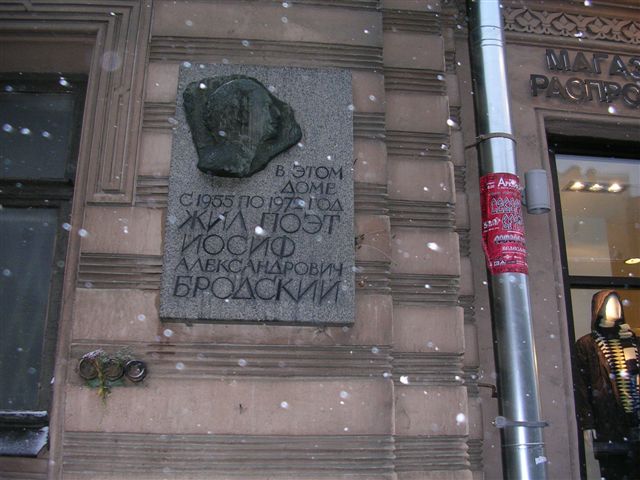 В ЭТОМ
ДОМЕ
С 1955 ПО 1972 ГОД
ЖИЛ ПОЭТ
ИОСИФ
АЛЕКСАНДРОВИЧ
БРОДСКИЙ
МАГАЗ
РАСПРО